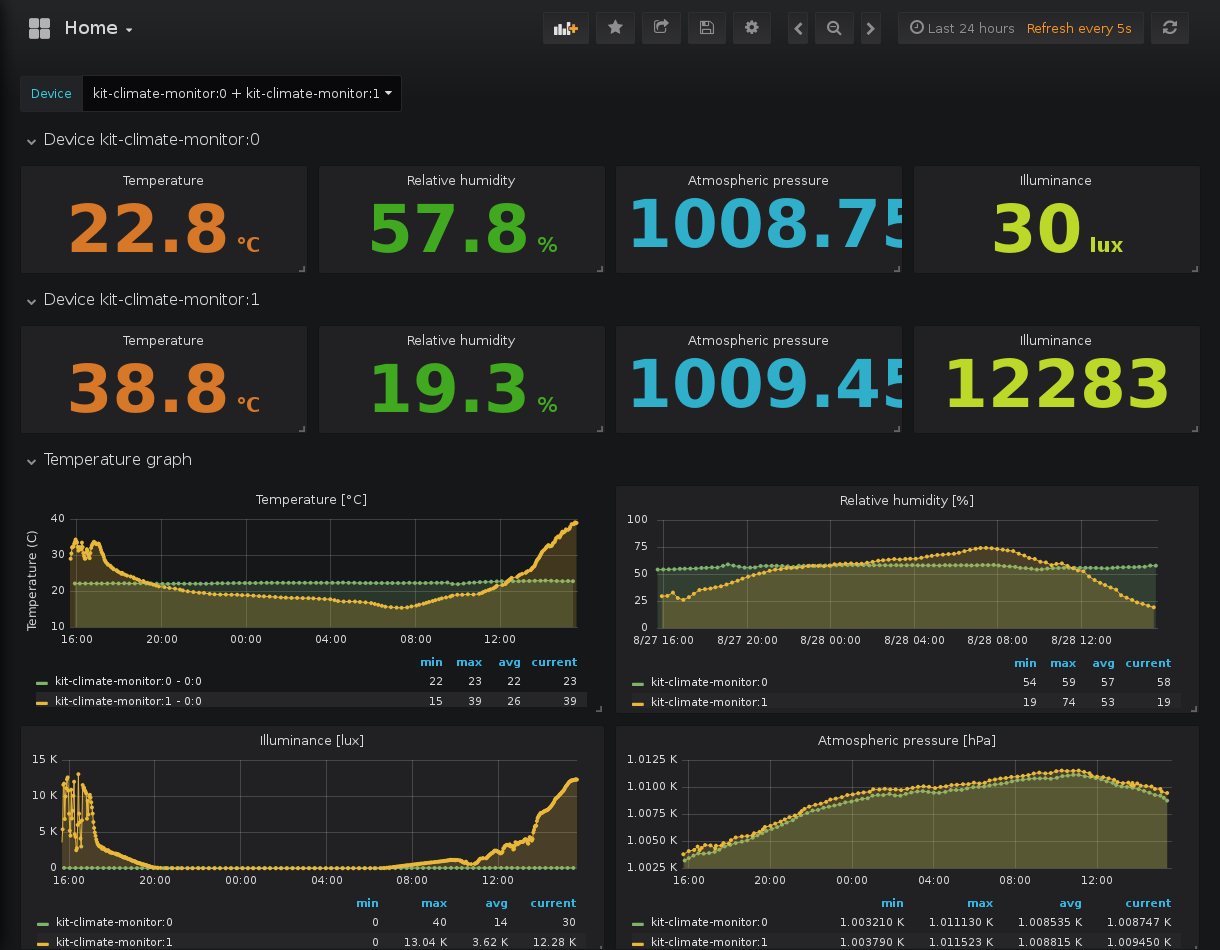 Home
Last 24 hours Refresh every 5s
Device kit-climate-monitor:0 + kit-climate-monitor:1
Device kit-climate-monitor:0
Temperature Relative humidity Atmospheric pressure Illuminance
22.8 °C 57.8 % 1008.75 30 lux
Device kit-climate-monitor:1
Temperature Relative humidity Atmospheric pressure Illuminance
38.8 °C 19.3 % 1009.45 12283
Temperature graph
Temperature [°C]
Temperature (C)
40
30
20
10
16:00 20:00 00:00 04:00 08:00 12:00
min max avg current
kit-climate-monitor:0 - 0:0 22 23 22 23
kit-climate-monitor:1 - 0:0 15 39 26 39
Relative humidity [%]
100
75
50
25
0
8/27 16:00 8/27 20:00 8/28 00:00 8/28 04:00 8/28 08:00 8/28 12:00
min max avg current
kit-climate-monitor:0 54 59 57 58
kit-climate-monitor:1 19 74 53 19
Illuminance [lux]
15 K
10 K
5 K
0
16:00 20:00 00:00 04:00 08:00 12:00
min max avg current
kit-climate-monitor:0 0 40 14 30
kit-climate-monitor:1 0 13.04 K 3.62 K 12.28 K
Atmospheric pressure [hPa]
1.0125 K
1.0100 K
1.0075 K
1.0050 K
1.0025 K
16:00 20:00 00:00 04:00 08:00 12:00
min max avg current
kit-climate-monitor:0 1.003210 K 1.011130 K 1.008535 K 1.008747 K
kit-climate-monitor:1 1.003790 K 1.011523 K 1.008815 K 1.009450 K